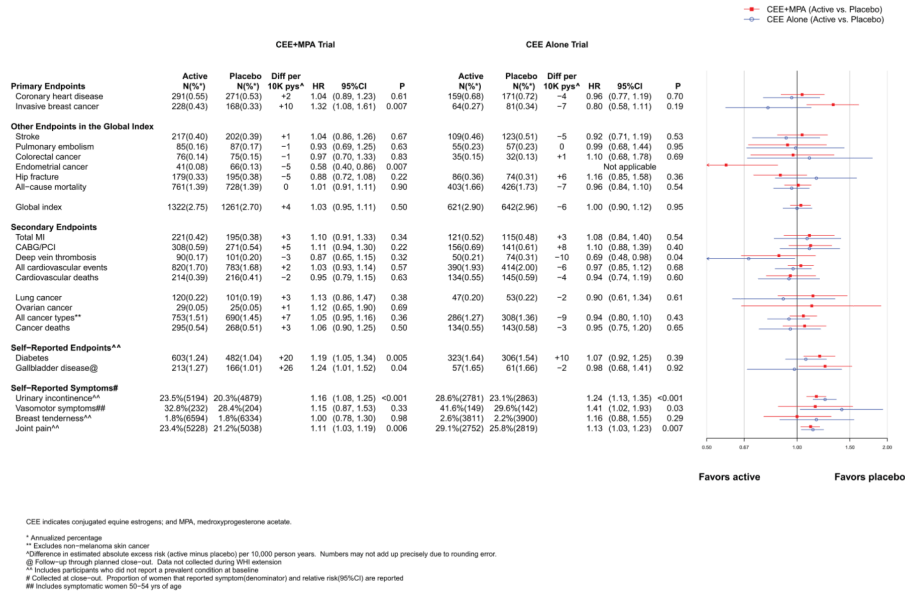 CEE+MPA (Active vs. Placebo)
CEE Alone (Active vs. Placebo)
CEE+MPA Trial CEE Alone Trial
Active Placebo Diff per Active Placebo Diff per
Primary Endpoints N(%*) N(%*) 10K pys^ HR 95%CI P N(%*) N(%*) 10K pys^ HR 95%CI P
Coronary heart disease 291(0.55) 271(0.53) +2 1.04 (0.89, 1.23) 0.61 159(0.68) 171(0.72) −4 0.96 (0.77, 1.19) 0.70
Invasive breast cancer 228(0.43) 168(0.33) +10 1.32 (1.08, 1.61) 0.007 64(0.27) 81(0.34) −7 0.80 (0.58, 1.11) 0.19
Other Endpoints in the Global Index
Stroke 217(0.40) 202(0.39) +1 1.04 (0.86, 1.26) 0.67 109(0.46) 123(0.51) −5 0.92 (0.71, 1.19) 0.53
Pulmonary embolism 85(0.16) 87(0.17) −1 0.93 (0.69, 1.25) 0.63 55(0.23) 57(0.23) 0 0.99 (0.68, 1.44) 0.95
Colorectal cancer 76(0.14) 75(0.15) −1 0.97 (0.70, 1.33) 0.83 35(0.15) 32(0.13) +1 1.10 (0.68, 1.78) 0.69
Endometrial cancer 41(0.08) 66(0.13) −5 0.58 (0.40, 0.86) 0.007 Not applicable
Hip fracture 179(0.33) 195(0.38) −5 0.88 (0.72, 1.08) 0.22 86(0.36) 74(0.31) +6 1.16 (0.85, 1.58) 0.36
All−cause mortality 761(1.39) 728(1.39) 0 1.01 (0.91, 1.11) 0.90 403(1.66) 426(1.73) −7 0.96 (0.84, 1.10) 0.54
Global index 1322(2.75) 1261(2.70) +4 1.03 (0.95, 1.11) 0.50 621(2.90) 642(2.96) −6 1.00 (0.90, 1.12) 0.95
Secondary Endpoints
Total MI 221(0.42) 195(0.38) +3 1.10 (0.91, 1.33) 0.34 121(0.52) 115(0.48) +3 1.08 (0.84, 1.40) 0.54
CABG/PCI 308(0.59) 271(0.54) +5 1.11 (0.94, 1.30) 0.22 156(0.69) 141(0.61) +8 1.10 (0.88, 1.39) 0.40
Deep vein thrombosis 90(0.17) 101(0.20) −3 0.87 (0.65, 1.15) 0.32 50(0.21) 74(0.31) −10 0.69 (0.48, 0.98) 0.04
All cardiovascular events 820(1.70) 783(1.68) +2 1.03 (0.93, 1.14) 0.57 390(1.93) 414(2.00) −6 0.97 (0.85, 1.12) 0.68
Cardiovascular deaths 214(0.39) 216(0.41) −2 0.95 (0.79, 1.15) 0.63 134(0.55) 145(0.59) −4 0.94 (0.74, 1.19) 0.60
Lung cancer 120(0.22) 101(0.19) +3 1.13 (0.86, 1.47) 0.38 47(0.20) 53(0.22) −2 0.90 (0.61, 1.34) 0.61
Ovarian cancer 29(0.05) 25(0.05) +1 1.12 (0.65, 1.90) 0.69
All cancer types** 753(1.51) 690(1.45) +7 1.05 (0.95, 1.16) 0.36 286(1.27) 308(1.36) −9 0.94 (0.80, 1.10) 0.43
Cancer deaths 295(0.54) 268(0.51) +3 1.06 (0.90, 1.25) 0.50 134(0.55) 143(0.58) −3 0.95 (0.75, 1.20) 0.65
Self−Reported Endpoints^^
Diabetes 603(1.24) 482(1.04) +20 1.19 (1.05, 1.34) 0.005 323(1.64) 306(1.54) +10 1.07 (0.92, 1.25) 0.39
Gallbladder disease@ 213(1.27) 166(1.01) +26 1.24 (1.01, 1.52) 0.04 57(1.65) 61(1.66) −2 0.98 (0.68, 1.41) 0.92
Self−Reported Symptoms#
Urinary incontinence^^ 23.5%(5194) 20.3%(4879) 1.16 (1.08, 1.25) <0.001 28.6%(2781) 23.1%(2863) 1.24 (1.13, 1.35) <0.001
Vasomotor symptoms## 32.8%(232) 28.4%(204) 1.15 (0.87, 1.53) 0.33 41.6%(149) 29.6%(142) 1.41 (1.02, 1.93) 0.03
Breast tenderness^^ 1.8%(6594) 1.8%(6334) 1.00 (0.78, 1.30) 0.98 2.6%(3811) 2.2%(3900) 1.16 (0.88, 1.55) 0.29
Joint pain^^ 23.4%(5228) 21.2%(5038) 1.11 (1.03, 1.19) 0.006 29.1%(2752) 25.8%(2819) 1.13 (1.03, 1.23) 0.007
0.50 0.67 1.00 1.50 2.00
Favors active Favors placebo
CEE indicates conjugated equine estrogens; and MPA, medroxyprogesterone acetate.
* Annualized percentage
** Excludes non−melanoma skin cancer
^Difference in estimated absolute excess risk (active minus placebo) per 10,000 person years. Numbers may not add up precisely due to rounding error.
@ Follow−up through planned close−out. Data not collected during WHI extension
^^ Includes participants who did not report a prevalent condition at baseline
# Collected at close−out. Proportion of women that reported symptom(denominator) and relative risk(95%CI) are reported
## Includes symptomatic women 50−54 yrs of age